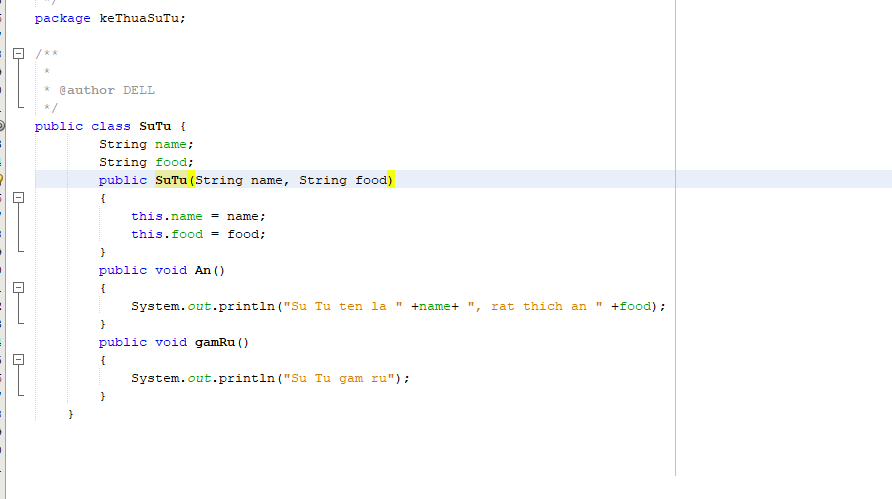 */
package keThuaSuTu;
/**
*
* @author DELL
*/
public class SuTu {
String name;
String food;
public SuTu(String name, String food)
{
this.name = name;
this.food = food;
}
public void An()
{
System.out.println("Su Tu ten la " +name+ ", rat thich an " +food);
}
public void gamRu()
{
System.out.println("Su Tu gam ru");
}
}